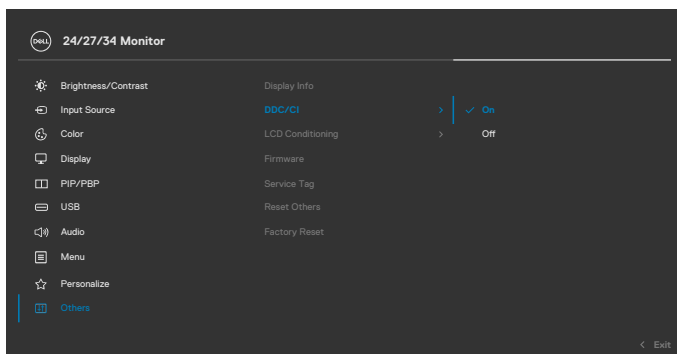 DELL 24/27/34 Monitor
Brightness/Contrast Display Info
Input Source DDC/CI > ✓ On
Color LCD Conditioning > Off
Display Firmware
PIP/PBP Service Tag
USB Reset Others
Audio Factory Reset
Menu
Personalize
Others
< Exit